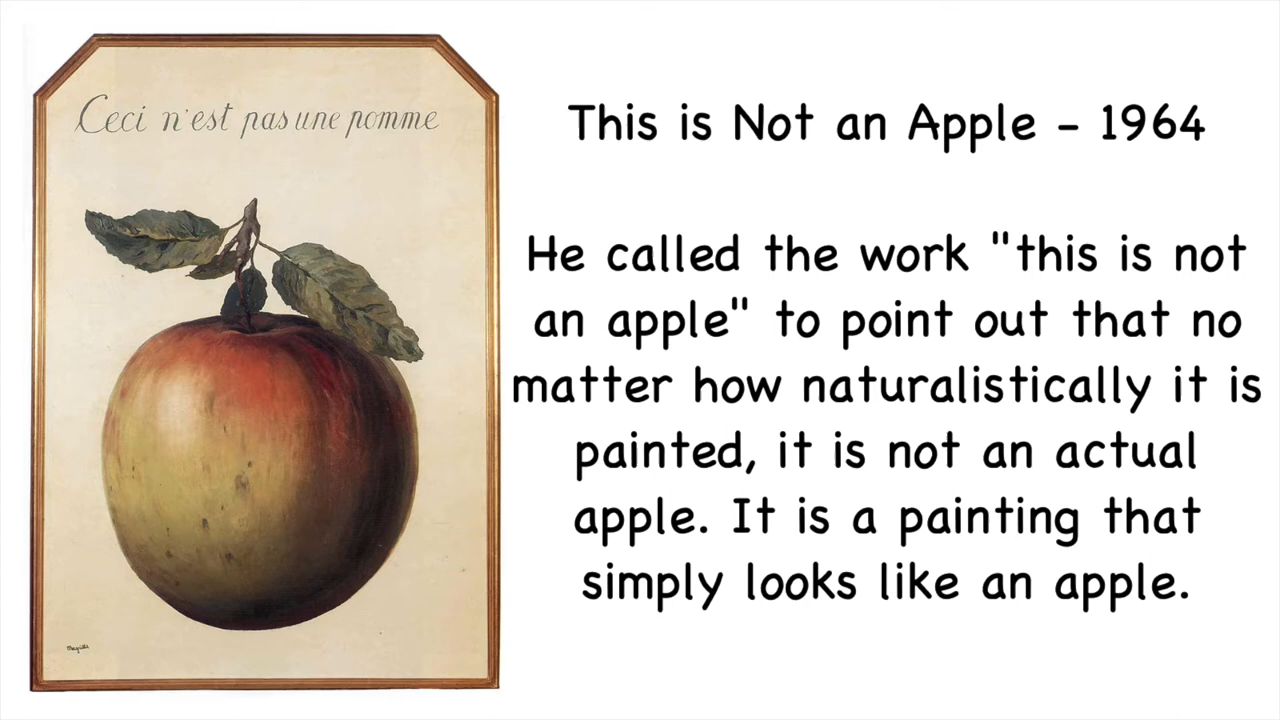 Ceci n'est pas une pomme
Magritte
This is Not an Apple - 1964
He called the work "this is not
an apple" to point out that no
matter how naturalistically it is
painted, it is not an actual
apple. It is a painting that
simply looks like an apple.